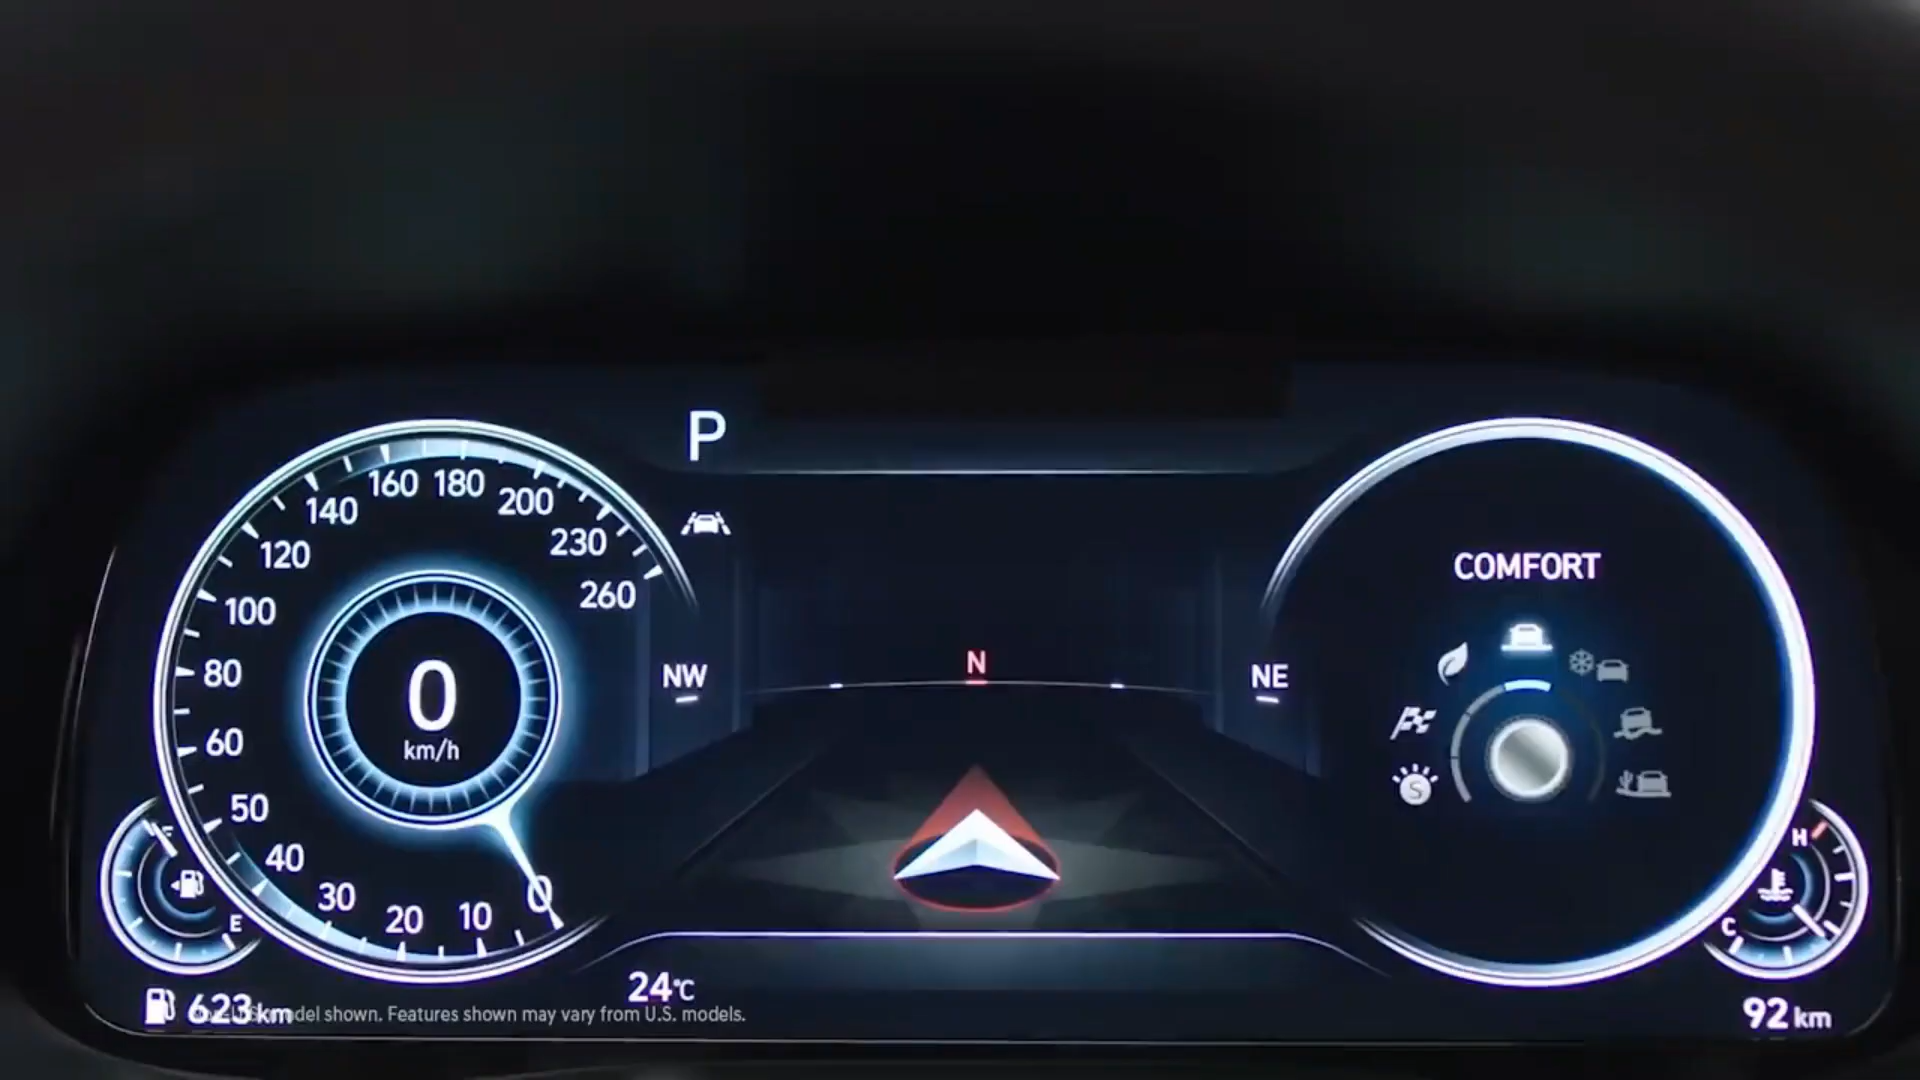 P
160 180
140 200
120 230
260
100
80
60
50
40
30
20
10
0
0
km/h
NW
N
NE
COMFORT
S
F
E
H
C
24°C
623 km
model shown. Features shown may vary from U.S. models.
92 km